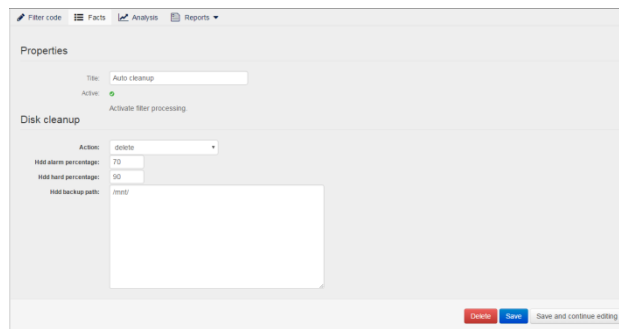 Filter code Facts Analysis Reports
Properties
Title: Auto cleanup
Active:
Activate filter processing.
Disk cleanup
Action: delete
Hdd alarm percentage: 70
Hdd hard percentage: 90
Hdd backup path: /mnt/
Delete Save Save and continue editing